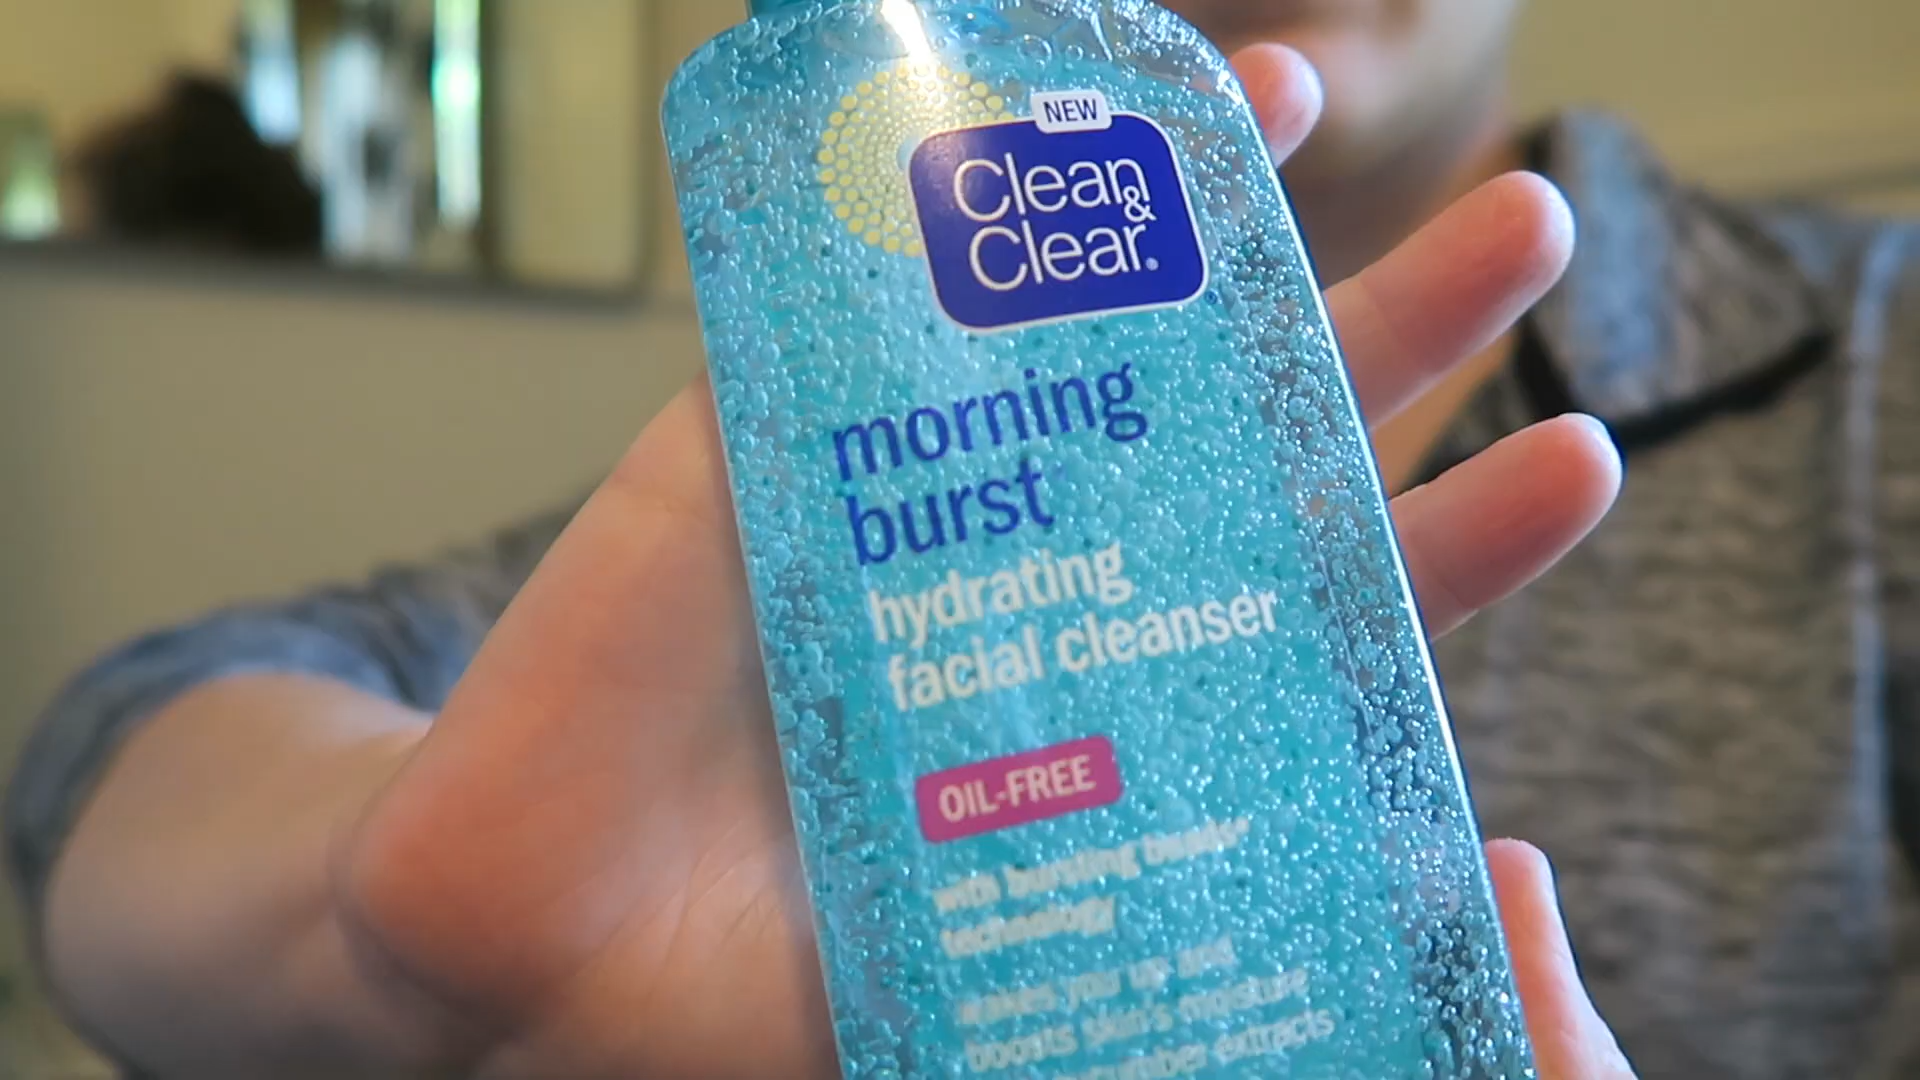 NEW
Clean
&
Clear®
morning
burst
hydrating
facial cleanser
OIL-FREE
with bursting beads
technology
wakes you up and
boosts skin's moisture
cucumber extracts